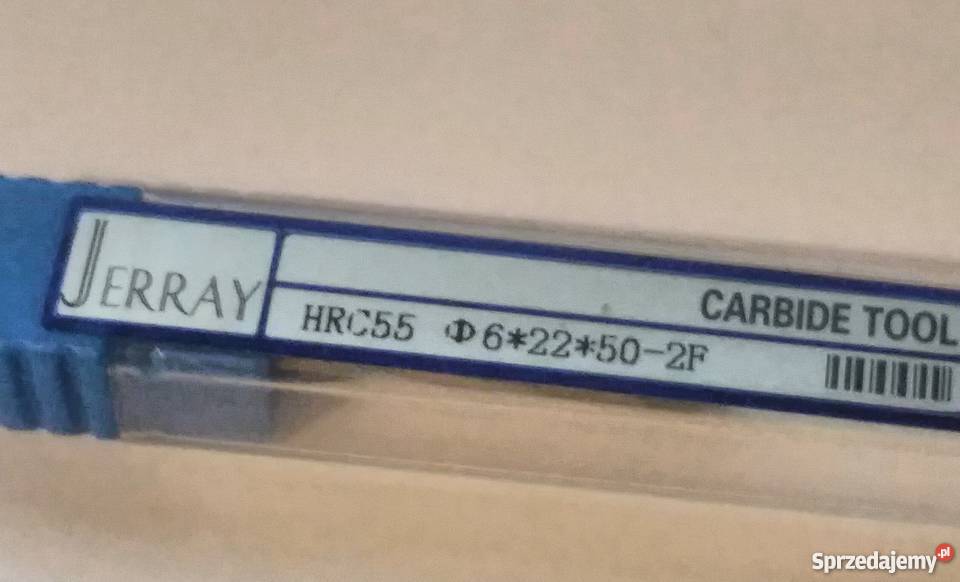 JERRAY
CARBIDE TOOL
HRC55 Φ6*22*50-2F
Sprzedajemy.pl